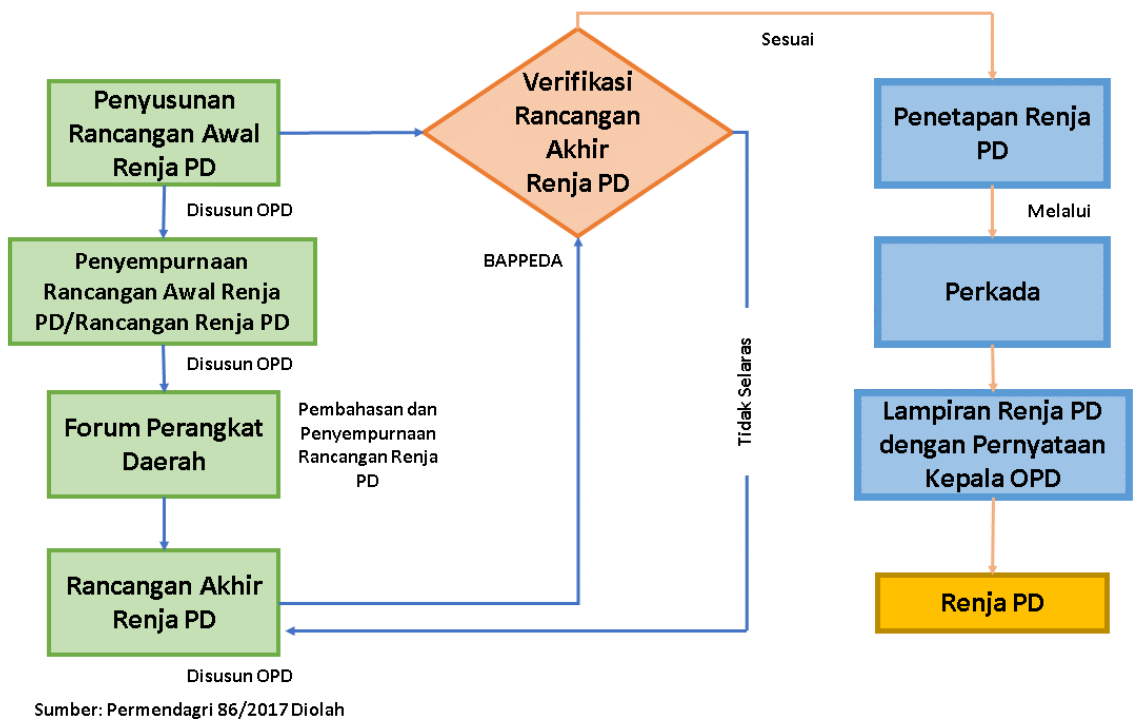 Penyusunan
Rancangan Awal
Renja PD
Disusun OPD
Penyempurnaan
Rancangan Awal Renja
PD/Rancangan Renja PD
Disusun OPD
Forum Perangkat
Daerah
Pembahasan dan
Penyempurnaan
Rancangan Renja
PD
Rancangan Akhir
Renja PD
Disusun OPD
Verifikasi
Rancangan
Akhir
Renja PD
BAPPEDA
Tidak Selaras
Sesuai
Penetapan Renja
PD
Melalui
Perkada
Lampiran Renja PD
dengan Pernyataan
Kepala OPD
Renja PD
Sumber: Permendagri 86/2017 Diolah